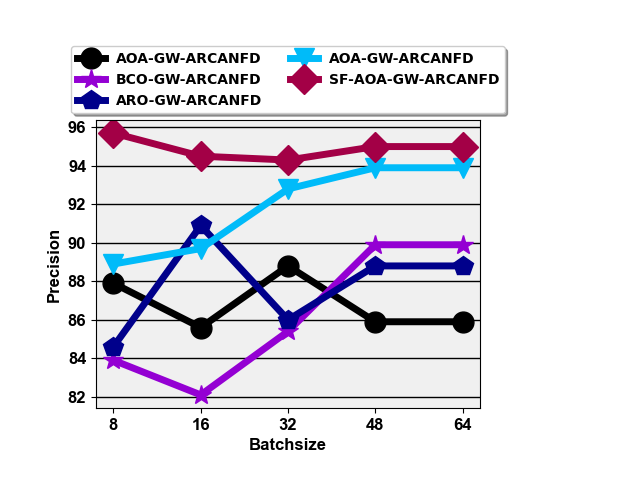 AOA-GW-ARCANFD
BCO-GW-ARCANFD
ARO-GW-ARCANFD
AOA-GW-ARCANFD
SF-AOA-GW-ARCANFD
96
94
92
90
88
86
84
82
Precision
8 16 32 48 64
Batchsize